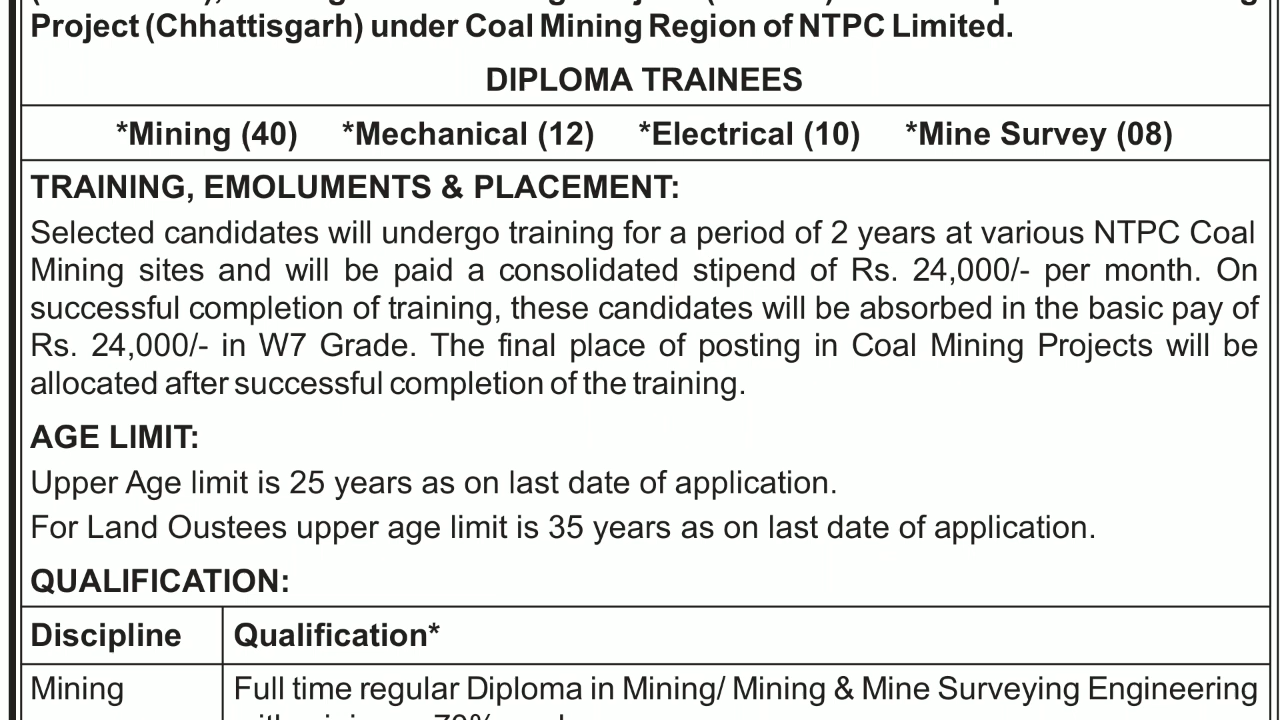 Project (Chhattisgarh) under Coal Mining Region of NTPC Limited.
DIPLOMA TRAINEES
*Mining (40) *Mechanical (12) *Electrical (10) *Mine Survey (08)
TRAINING, EMOLUMENTS & PLACEMENT:
Selected candidates will undergo training for a period of 2 years at various NTPC Coal
Mining sites and will be paid a consolidated stipend of Rs. 24,000/- per month. On
successful completion of training, these candidates will be absorbed in the basic pay of
Rs. 24,000/- in W7 Grade. The final place of posting in Coal Mining Projects will be
allocated after successful completion of the training.
AGE LIMIT:
Upper Age limit is 25 years as on last date of application.
For Land Oustees upper age limit is 35 years as on last date of application.
QUALIFICATION:
Discipline Qualification*
Mining Full time regular Diploma in Mining/ Mining & Mine Surveying Engineering